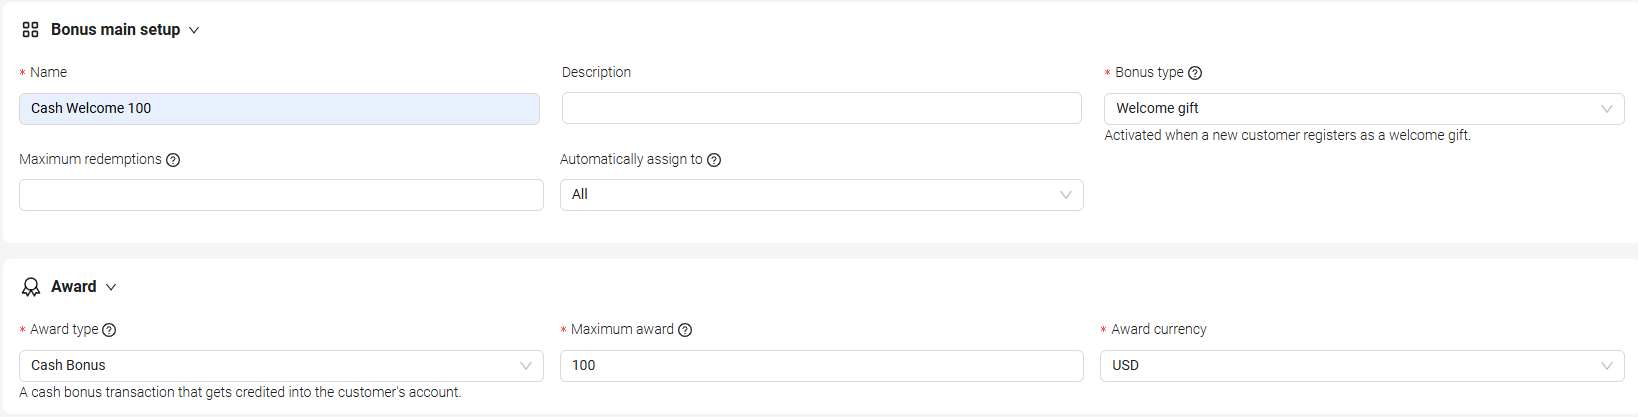 Bonus main setup
* Name
Description
* Bonus type
Cash Welcome 100
Welcome gift
Activated when a new customer registers as a welcome gift.
Maximum redemptions
Automatically assign to
All
Award
* Award type
* Maximum award
* Award currency
Cash Bonus
100
USD
A cash bonus transaction that gets credited into the customer's account.